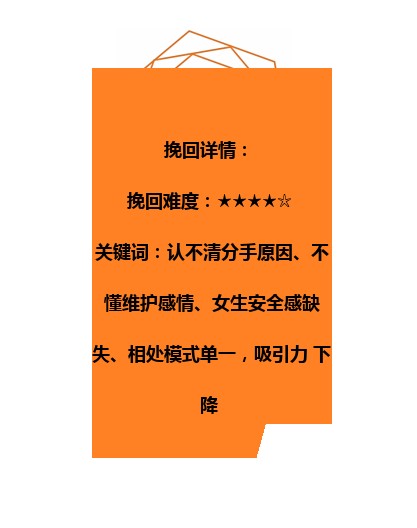 挽回详情：
挽回难度：★★★★☆
关键词：认不清分手原因、不
懂维护感情、女生安全感缺
失、相处模式单一，吸引力 下
降